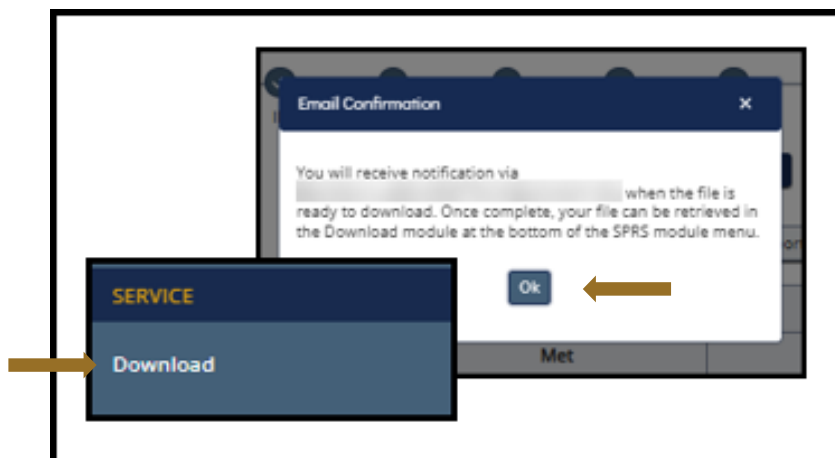 Email Confirmation ×
You will receive notification via
when the file is
ready to download. Once complete, your file can be retrieved in
the Download module at the bottom of the SPRS module menu.
Ok
SERVICE
Download
Met